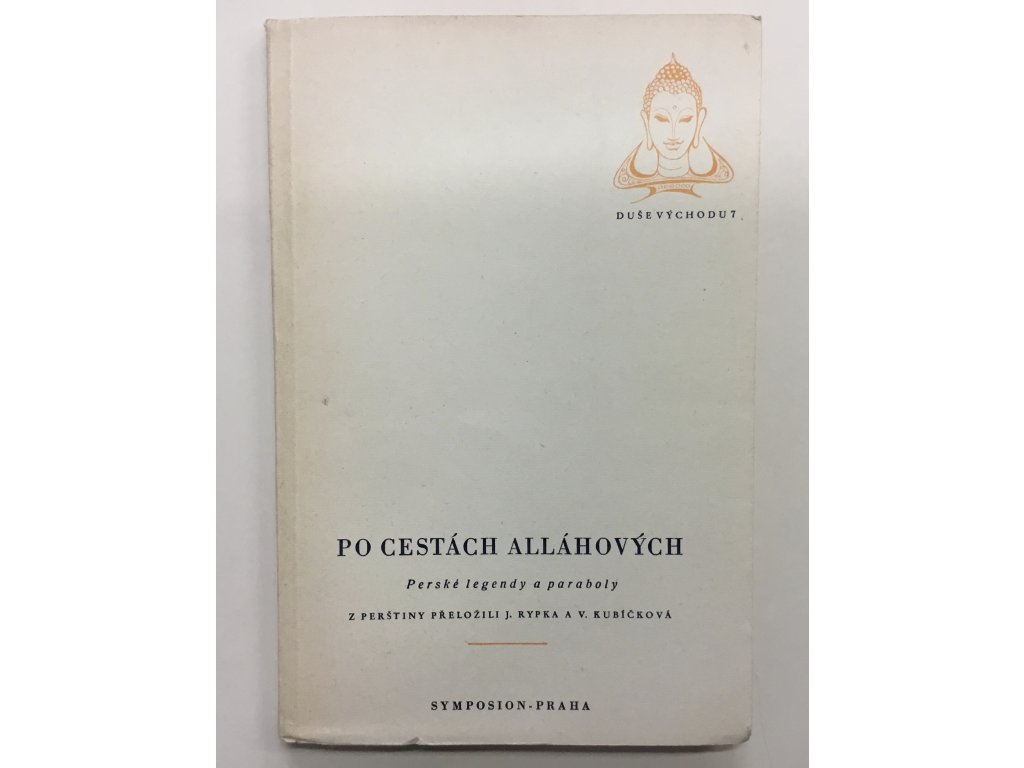 DUŠE VÝCHODU 7
PO CESTÁCH ALLÁHOVÝCH
Perské legendy a paraboly
Z PERŠTINY PŘELOŽILI J. RYPKA A V. KUBÍČKOVÁ
SYMPOSION-PRAHA